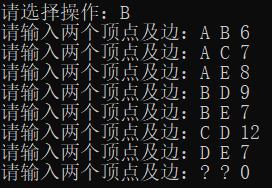 请选择操作：B
请输入两个顶点及边：A B 6
请输入两个顶点及边：A C 7
请输入两个顶点及边：A E 8
请输入两个顶点及边：B D 9
请输入两个顶点及边：B E 7
请输入两个顶点及边：C D 12
请输入两个顶点及边：D E 7
请输入两个顶点及边：? ? 0